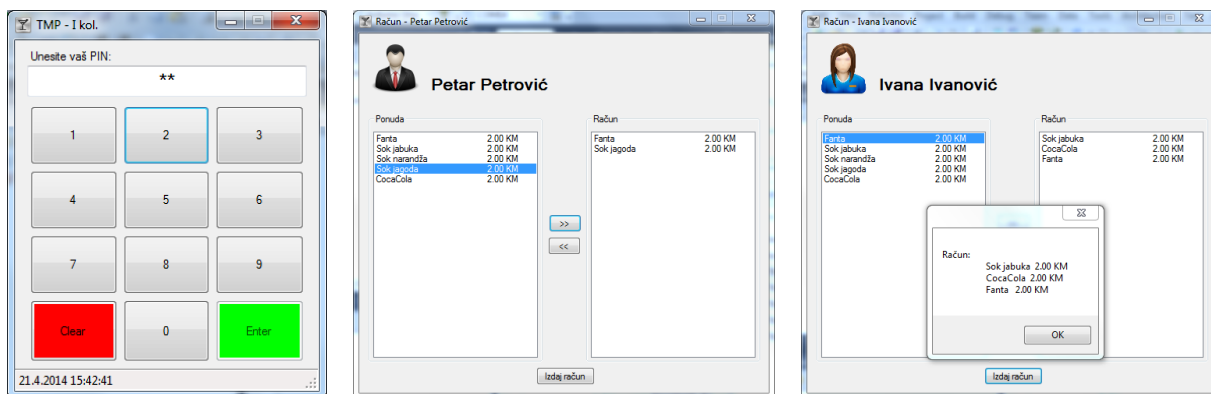 TMP - I kol.
Unesite vaš PIN:
**
1 2 3
4 5 6
7 8 9
Clear 0 Enter
21.4.2014 15:42:41
Račun - Petar Petrović
Petar Petrović
Ponuda Račun
Fanta 2.00 KM
Sok jabuka 2.00 KM
Sok narandža 2.00 KM
Sok jagoda 2.00 KM
CocaCola 2.00 KM
Fanta 2.00 KM
Sok jagoda 2.00 KM
>>
<<
Izdaj račun
Račun - Ivana Ivanović
Ivana Ivanović
Ponuda Račun
Fanta 2.00 KM
Sok jabuka 2.00 KM
Sok narandža 2.00 KM
Sok jagoda 2.00 KM
CocaCola 2.00 KM
Sok jabuka 2.00 KM
CocaCola 2.00 KM
Fanta 2.00 KM
Račun:
Sok jabuka 2.00 KM
CocaCola 2.00 KM
Fanta 2.00 KM
OK
Izdaj račun